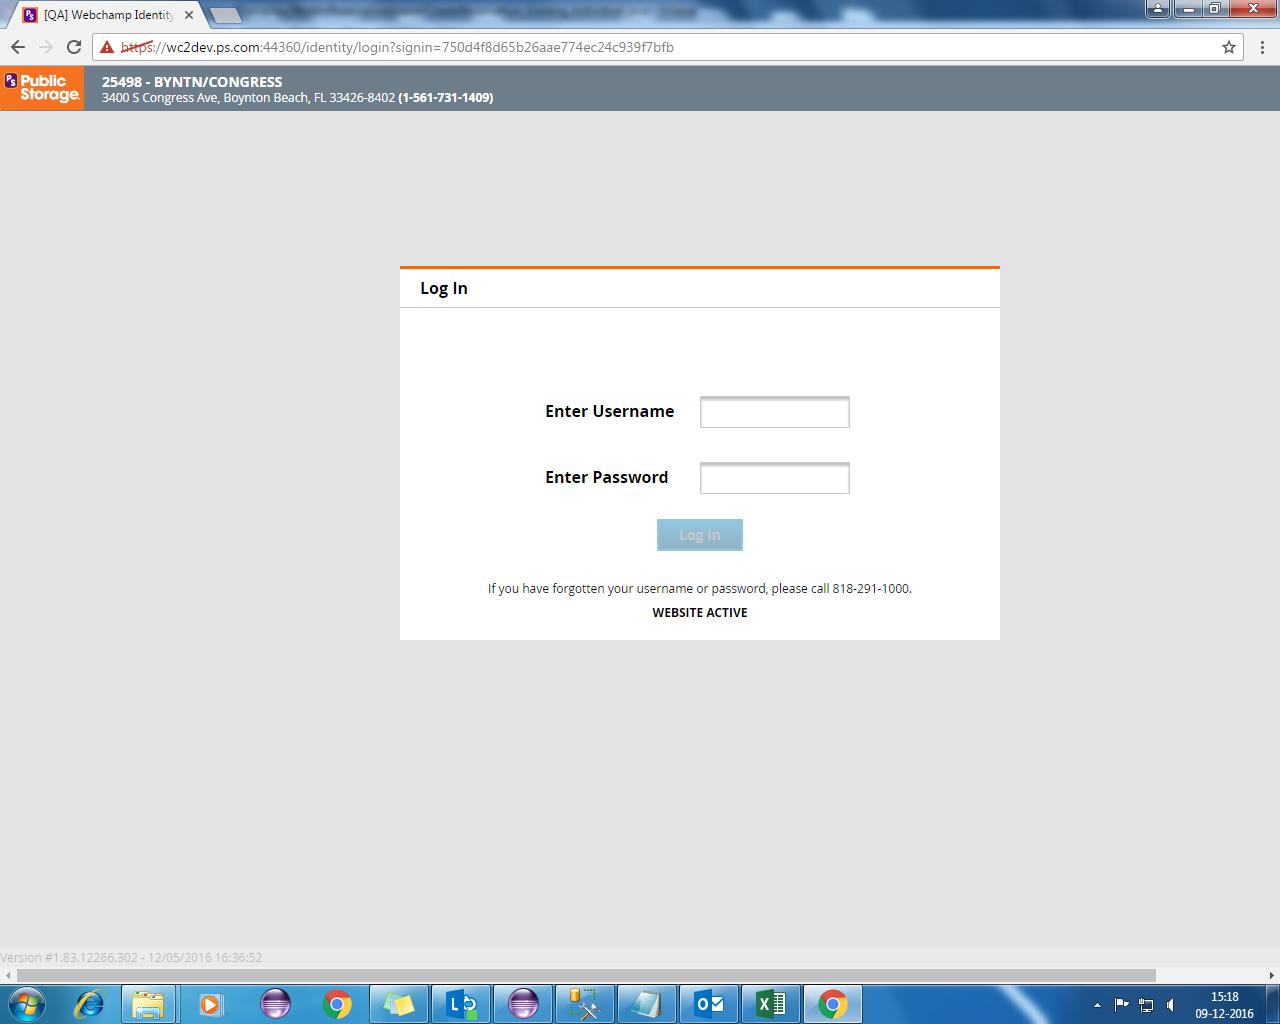 [QA] Webchamp Identity
https://wc2dev.ps.com:44360/identity/login?signin=750d4f8d65b26aae774ec24c939f7bfb
PS Public Storage.
25498 - BYNTN/CONGRESS
3400 S Congress Ave, Boynton Beach, FL 33426-8402 (1-561-731-1409)
Log In
Enter Username
Enter Password
Log In
If you have forgotten your username or password, please call 818-291-1000.
WEBSITE ACTIVE
Version #1.83.12266.302 - 12/05/2016 16:36:52
15:18
09-12-2016